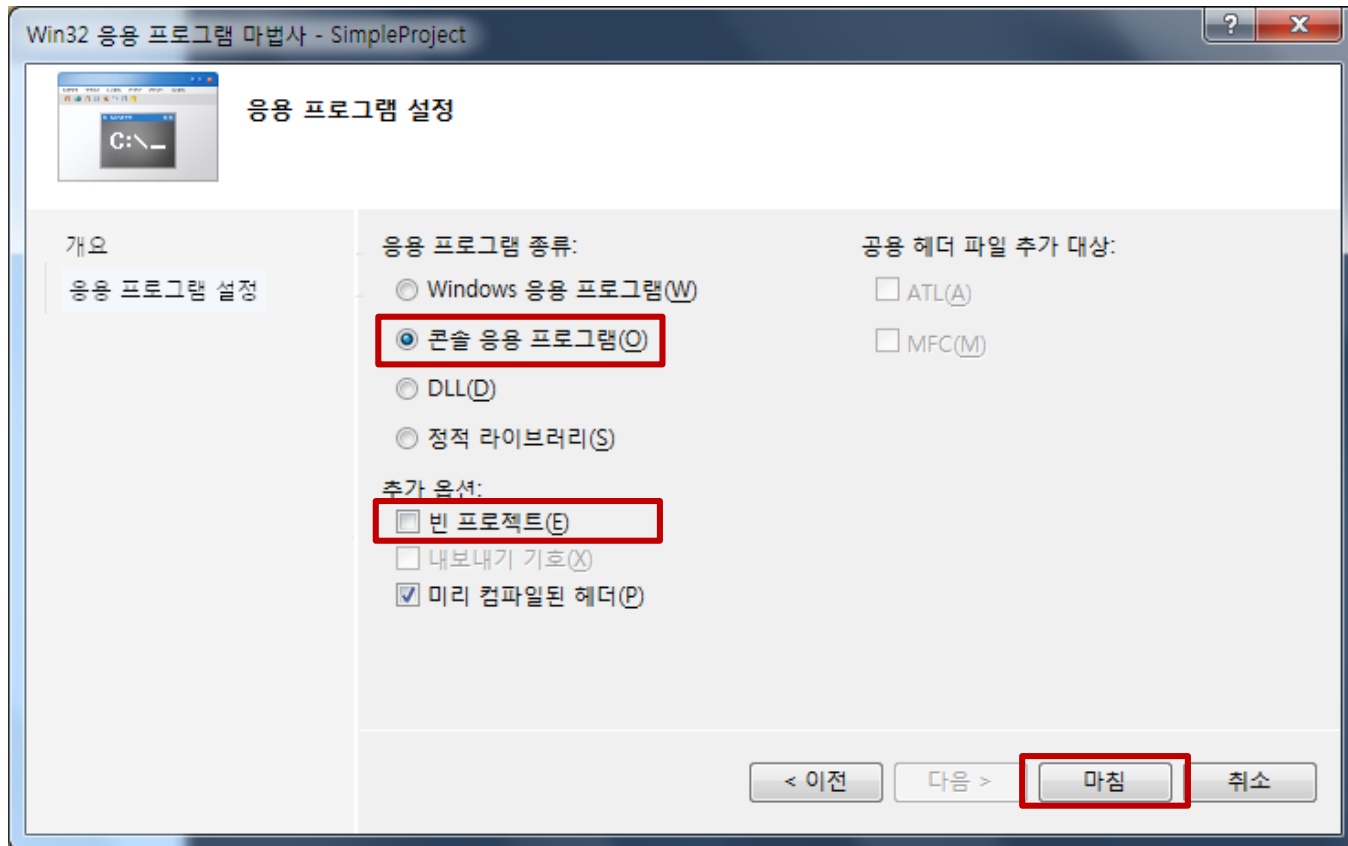 Win32 응용 프로그램 마법사 - SimpleProject
C:\_
응용 프로그램 설정
개요
응용 프로그램 설정
응용 프로그램 종류:
Windows 응용 프로그램(W)
콘솔 응용 프로그램(O)
DLL(D)
정적 라이브러리(S)
추가 옵션:
빈 프로젝트(E)
내보내기 기호(X)
미리 컴파일된 헤더(P)
공용 헤더 파일 추가 대상:
ATL(A)
MFC(M)
< 이전
다음 >
마침
취소